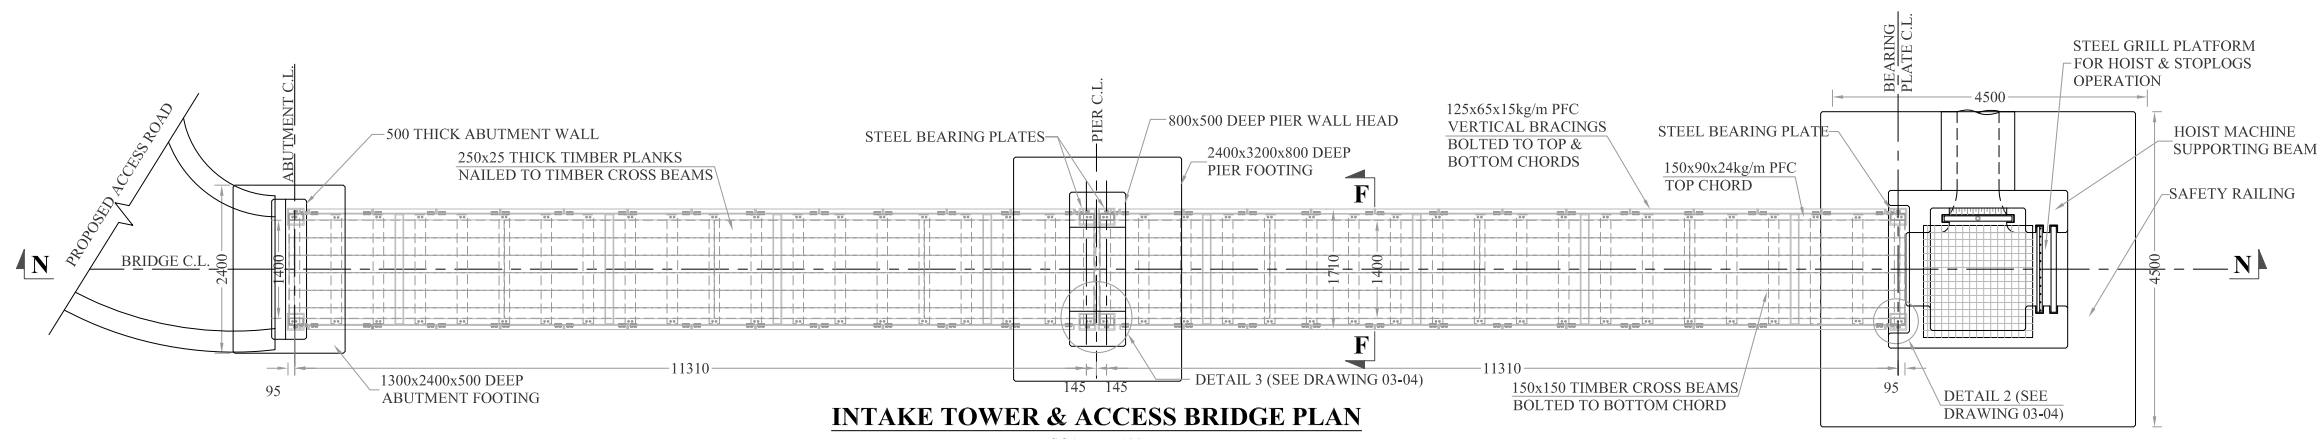 PROPOSED ACCESS ROAD
N
BRIDGE C.L.
2400
1400
95
ABUTMENT C.L.
500 THICK ABUTMENT WALL
250x25 THICK TIMBER PLANKS
NAILED TO TIMBER CROSS BEAMS
1300x2400x500 DEEP
ABUTMENT FOOTING
11310
STEEL BEARING PLATES
PIER C.L.
800x500 DEEP PIER WALL HEAD
2400x3200x800 DEEP
PIER FOOTING
145
145
DETAIL 3 (SEE DRAWING 03-04)
F
F
1710
1400
125x65x15kg/m PFC
VERTICAL BRACINGS
BOLTED TO TOP &
BOTTOM CHORDS
STEEL BEARING PLATE
150x90x24kg/m PFC
TOP CHORD
11310
150x150 TIMBER CROSS BEAMS
BOLTED TO BOTTOM CHORD
95
BEARING
PLATE C.L.
4500
STEEL GRILL PLATFORM
FOR HOIST & STOPLOGS
OPERATION
HOIST MACHINE
SUPPORTING BEAM
SAFETY RAILING
N
4500
DETAIL 2 (SEE
DRAWING 03-04)
INTAKE TOWER & ACCESS BRIDGE PLAN